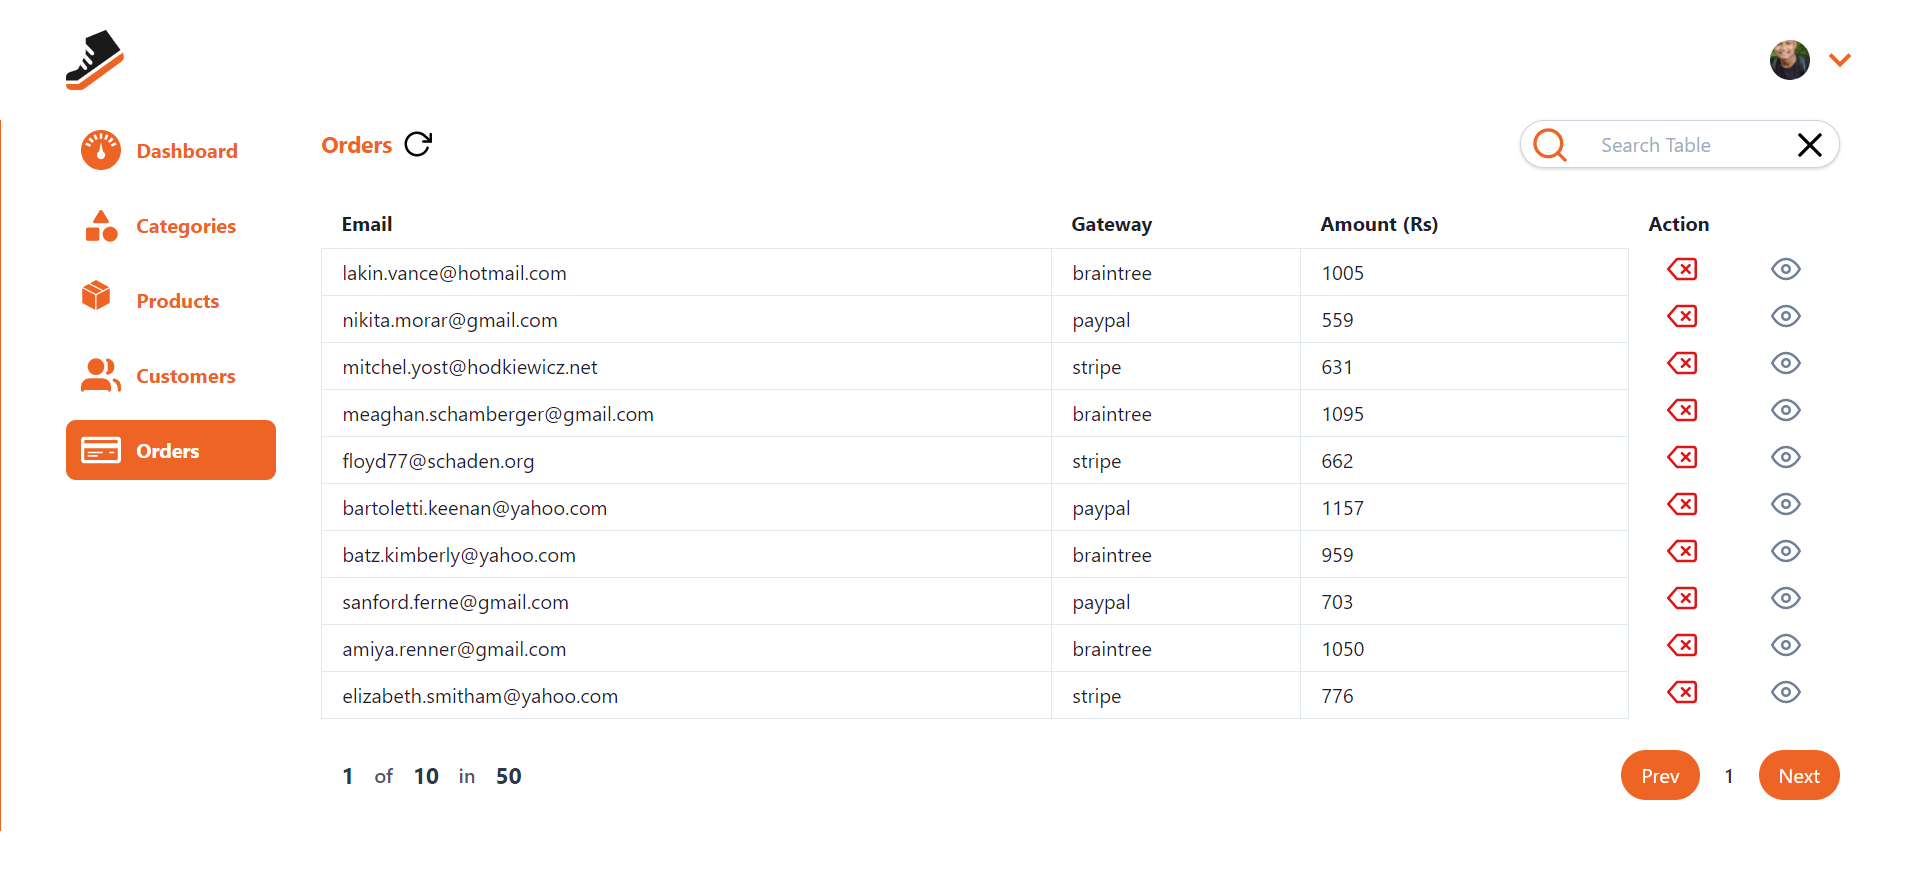 Dashboard
Categories
Products
Customers
Orders
Orders
Search Table
Email Gateway Amount (Rs) Action
lakin.vance@hotmail.com braintree 1005
nikita.morar@gmail.com paypal 559
mitchel.yost@hodkiewicz.net stripe 631
meaghan.schamberger@gmail.com braintree 1095
floyd77@schaden.org stripe 662
bartoletti.keenan@yahoo.com paypal 1157
batz.kimberly@yahoo.com braintree 959
sanford.ferne@gmail.com paypal 703
amiya.renner@gmail.com braintree 1050
elizabeth.smitham@yahoo.com stripe 776
1 of 10 in 50
Prev 1 Next